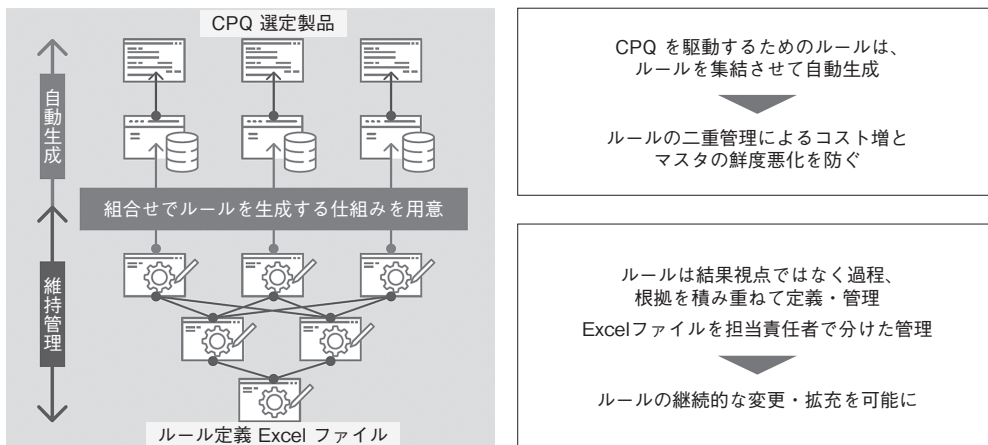 CPQ 選定製品
自動生成
組合せでルールを生成する仕組みを用意
維持管理
ルール定義 Excel ファイル
CPQ を駆動するためのルールは、
ルールを集結させて自動生成
ルールの二重管理によるコスト増と
マスタの鮮度悪化を防ぐ
ルールは結果視点ではなく過程、
根拠を積み重ねて定義・管理
Excelファイルを担当責任者で分けた管理
ルールの継続的な変更・拡充を可能に